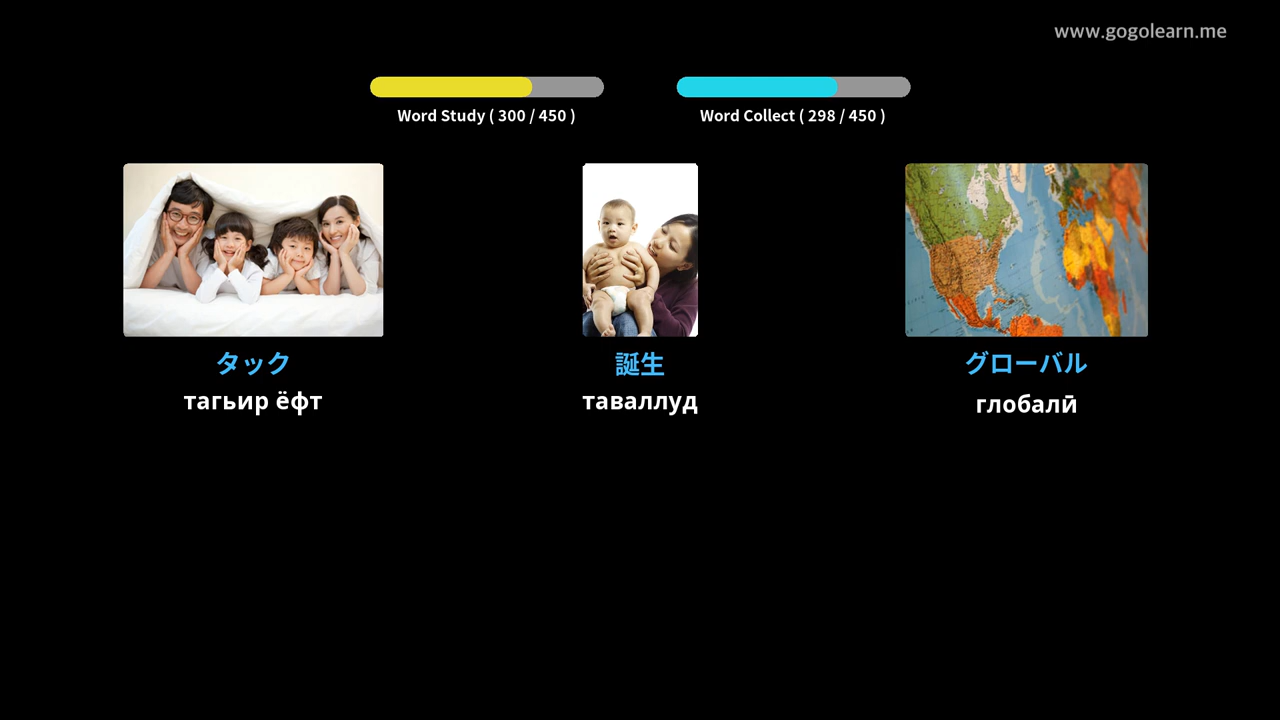 www.gogolearn.me
Word Study ( 300 / 450 )
Word Collect ( 298 / 450 )
タック
тагьир ёфт
誕生
таваллуд
グローバル
глобалӣ